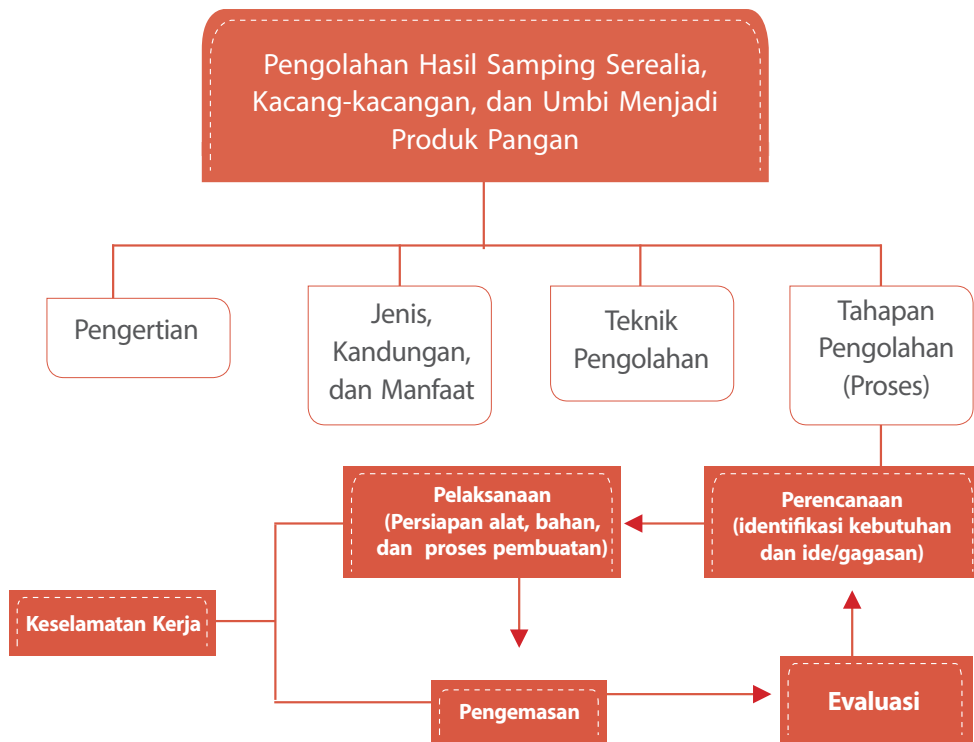 Pengolahan Hasil Samping Serealia,
Kacang-kacangan, dan Umbi Menjadi
Produk Pangan
Pengertian
Jenis,
Kandungan,
dan Manfaat
Teknik
Pengolahan
Tahapan
Pengolahan
(Proses)
Pelaksanaan
(Persiapan alat, bahan,
dan proses pembuatan)
Perencanaan
(identifikasi kebutuhan
dan ide/gagasan)
Keselamatan Kerja
Pengemasan
Evaluasi